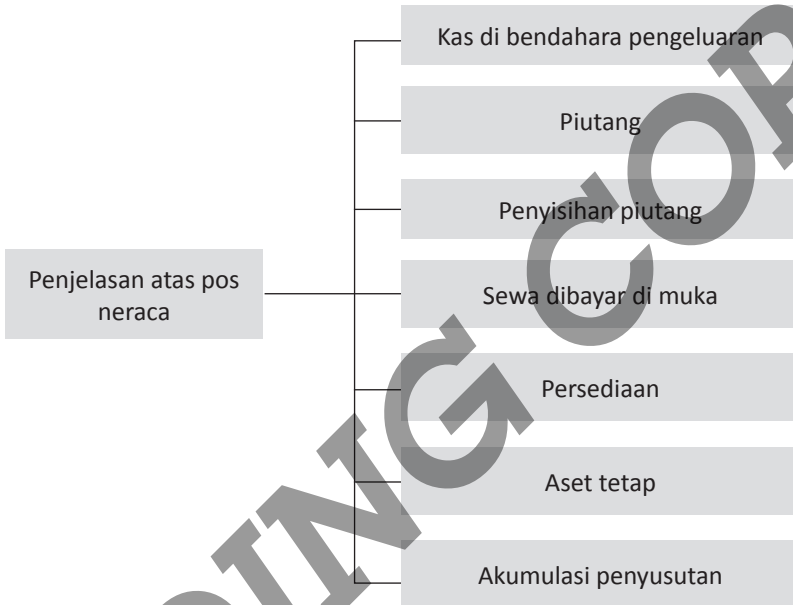 Kas di bendahara pengeluaran
Piutang
Penyisihan piutang
Penjelasan atas pos
neraca
Sewa dibayar di muka
Persediaan
Aset tetap
Akumulasi penyusutan